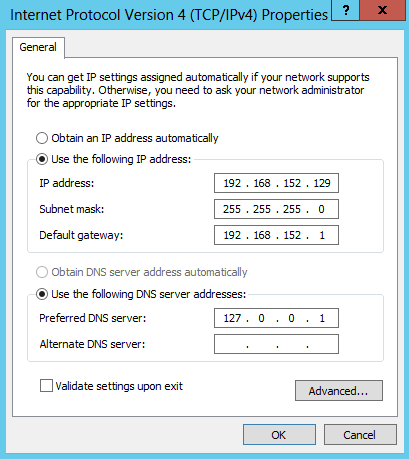 Internet Protocol Version 4 (TCP/IPv4) Properties ? x
General
You can get IP settings assigned automatically if your network supports
this capability. Otherwise, you need to ask your network administrator
for the appropriate IP settings.
Obtain an IP address automatically
Use the following IP address:
IP address: 192 . 168 . 152 . 129
Subnet mask: 255 . 255 . 255 . 0
Default gateway: 192 . 168 . 152 . 1
Obtain DNS server address automatically
Use the following DNS server addresses:
Preferred DNS server: 127 . 0 . 0 . 1
Alternate DNS server: . . .
Validate settings upon exit
Advanced...
OK Cancel